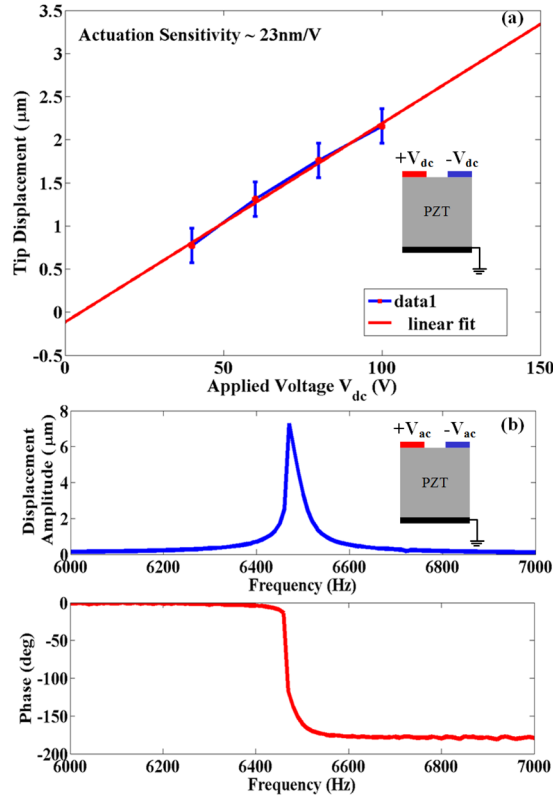 (a)
Actuation Sensitivity ~ 23nm/V
Tip Displacement (μm)
3.5
3
2.5
2
1.5
1
0.5
0
-0.5
+Vdc -Vdc
PZT
data1
linear fit
0 50 100 150
Applied Voltage Vdc (V)
(b)
Displacement
Amplitude (μm)
8
6
4
2
0
+Vac -Vac
PZT
6000 6200 6400 6600 6800 7000
Frequency (Hz)
Phase (deg)
0
-50
-100
-150
-200
6000 6200 6400 6600 6800 7000
Frequency (Hz)